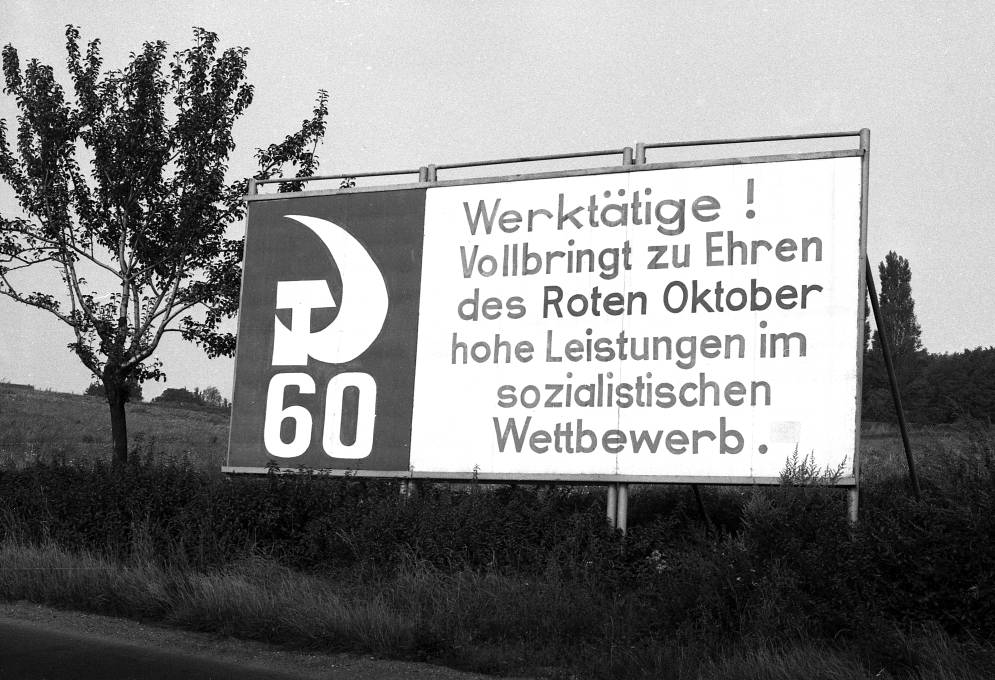 60
Werktätige !
Vollbringt zu Ehren
des Roten Oktober
hohe Leistungen im
sozialistischen
Wettbewerb .